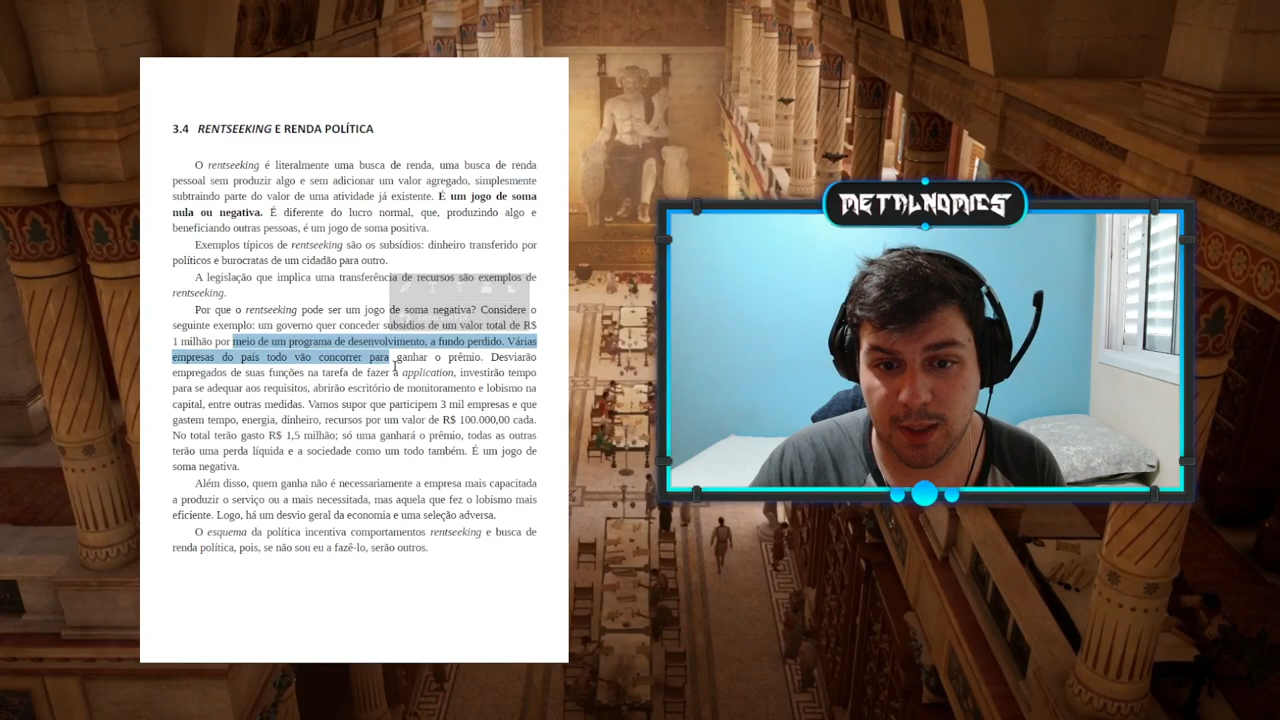 3.4 RENTSEEKING E RENDA POLÍTICA
O rentseeking é literalmente uma busca de renda, uma busca de renda
pessoal sem produzir algo e sem adicionar um valor agregado, simplesmente
subtraindo parte do valor de uma atividade já existente. É um jogo de soma
nula ou negativa. É diferente do lucro normal, que, produzindo algo e
beneficiando outras pessoas, é um jogo de soma positiva.
Exemplos típicos de rentseeking são os subsídios: dinheiro transferido por
políticos e burocratas de um cidadão para outro.
A legislação que implica uma transferência de recursos são exemplos de
rentseeking.
Por que o rentseeking pode ser um jogo de soma negativa? Considere o
seguinte exemplo: um governo quer conceder subsídios de um valor total de R$
1 milhão por meio de um programa de desenvolvimento, a fundo perdido. Várias
empresas do país todo vão concorrer para ganhar o prêmio. Desviarão
empregados de suas funções na tarefa de fazer a application, investirão tempo
para se adequar aos requisitos, abrirão escritório de monitoramento e lobismo na
capital, entre outras medidas. Vamos supor que participem 3 mil empresas e que
gastem tempo, energia, dinheiro, recursos por um valor de R$ 100.000,00 cada.
No total terão gasto R$ 1,5 milhão; só uma ganhará o prêmio, todas as outras
terão uma perda líquida e a sociedade como um todo também. É um jogo de
soma negativa.
Além disso, quem ganha não é necessariamente a empresa mais capacitada
a produzir o serviço ou a mais necessitada, mas aquela que fez o lobismo mais
eficiente. Logo, há um desvio geral da economia e uma seleção adversa.
O esquema da política incentiva comportamentos rentseeking e busca de
renda política, pois, se não sou eu a fazê-lo, serão outros.
METALNOMICS